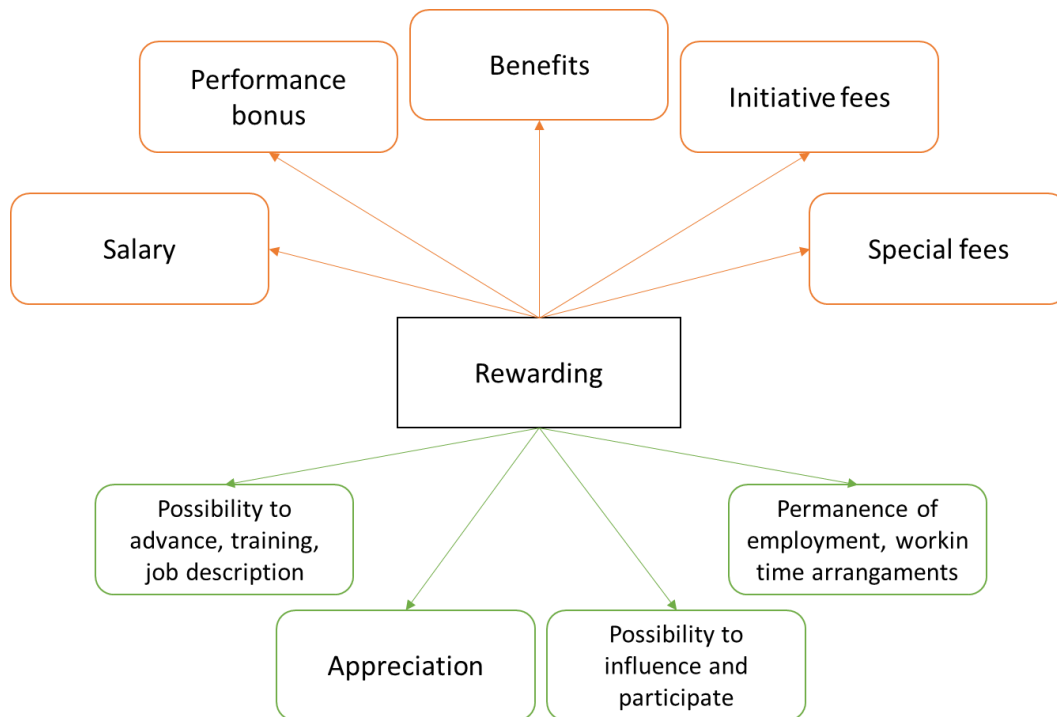 Performance
bonus
Benefits
Initiative fees
Salary
Special fees
Rewarding
Possibility to
advance, training,
job description
Permanence of
employment, workin
time arrangaments
Appreciation
Possibility to
influence and
participate